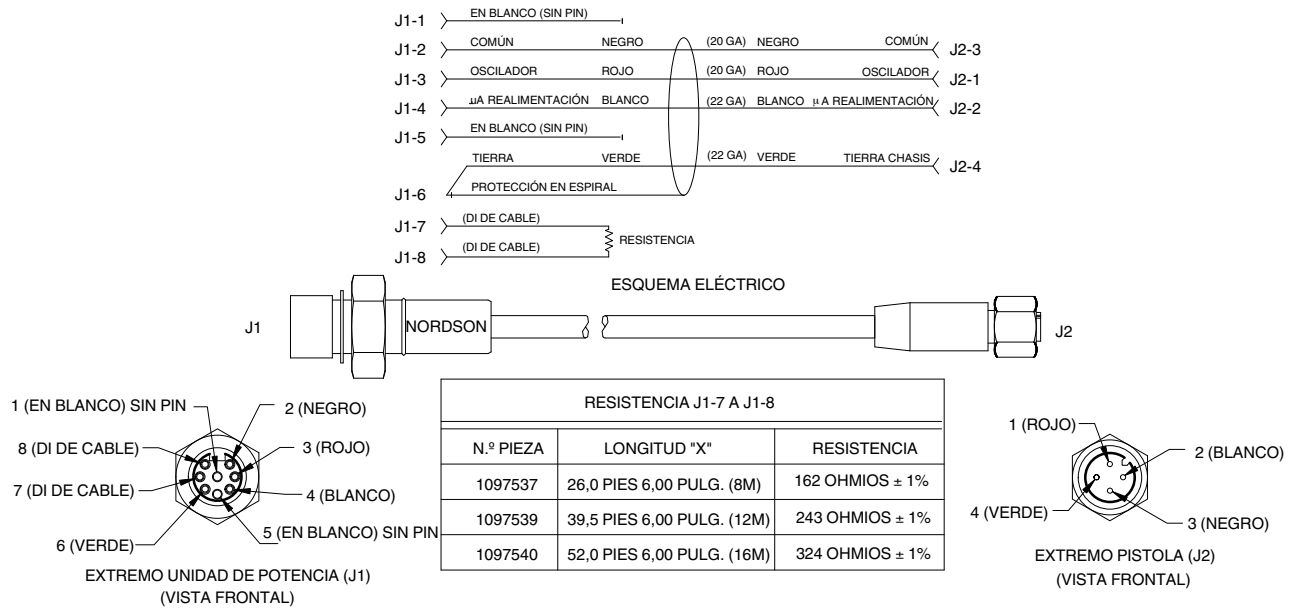 J1-1 EN BLANCO (SIN PIN)
J1-2 COMÚN NEGRO (20 GA) NEGRO COMÚN J2-3
J1-3 OSCILADOR ROJO (20 GA) ROJO OSCILADOR J2-1
J1-4 µA REALIMENTACIÓN BLANCO (22 GA) BLANCO µA REALIMENTACIÓN J2-2
J1-5 EN BLANCO (SIN PIN)
TIERRA VERDE (22 GA) VERDE TIERRA CHASIS J2-4
J1-6 PROTECCIÓN EN ESPIRAL
J1-7 (DI DE CABLE)
RESISTENCIA
J1-8 (DI DE CABLE)
ESQUEMA ELÉCTRICO
J1 NORDSON J2
1 (EN BLANCO) SIN PIN
2 (NEGRO)
8 (DI DE CABLE)
3 (ROJO)
7 (DI DE CABLE)
4 (BLANCO)
6 (VERDE)
5 (EN BLANCO) SIN PIN
EXTREMO UNIDAD DE POTENCIA (J1)
(VISTA FRONTAL)
RESISTENCIA J1-7 A J1-8
N.º PIEZA LONGITUD "X" RESISTENCIA
1097537 26,0 PIES 6,00 PULG. (8M) 162 OHMIOS ± 1%
1097539 39,5 PIES 6,00 PULG. (12M) 243 OHMIOS ± 1%
1097540 52,0 PIES 6,00 PULG. (16M) 324 OHMIOS ± 1%
1 (ROJO)
2 (BLANCO)
4 (VERDE)
3 (NEGRO)
EXTREMO PISTOLA (J2)
(VISTA FRONTAL)